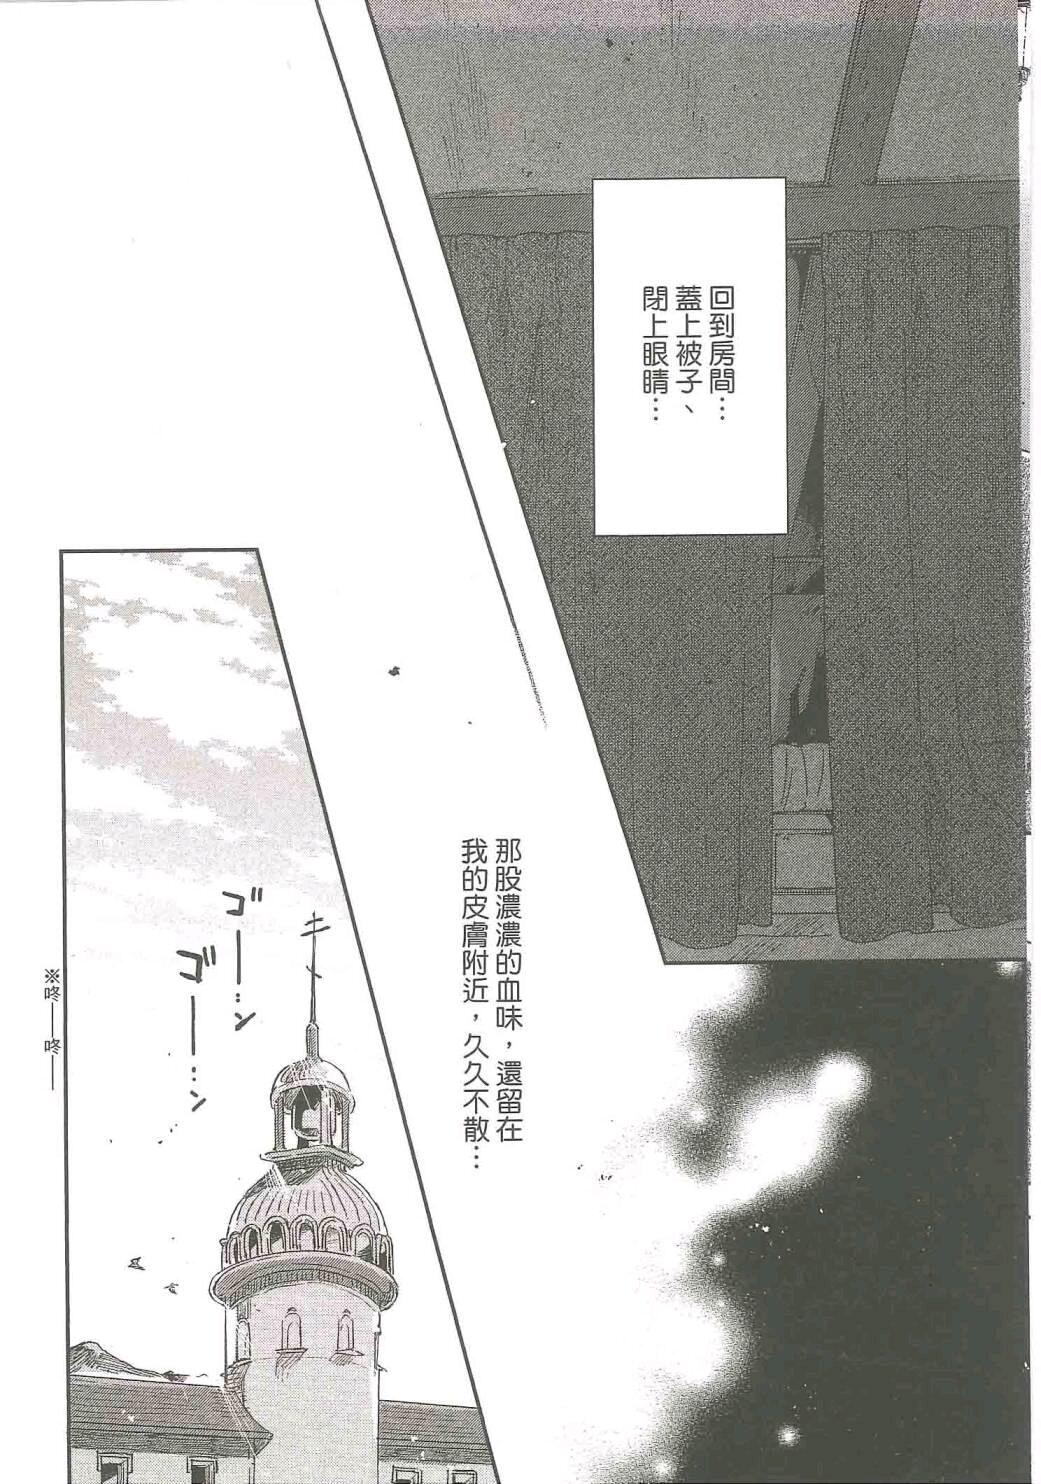 回到房間…
蓋上被子、
閉上眼睛…
那股濃濃的血味，還留在
我的皮膚附近，久久不散…
ゴーン
ゴーン
※咚——咚——